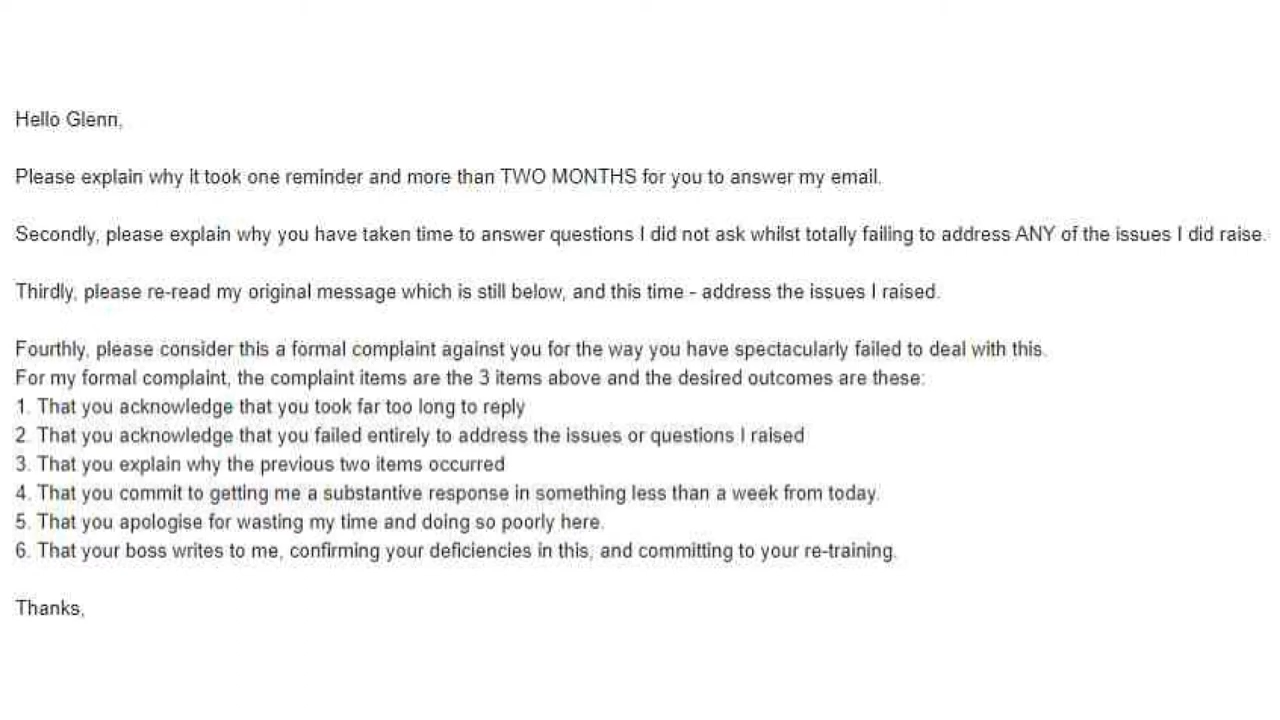 Hello Glenn,
Please explain why it took one reminder and more than TWO MONTHS for you to answer my email.
Secondly, please explain why you have taken time to answer questions I did not ask whilst totally failing to address ANY of the issues I did raise.
Thirdly, please re-read my original message which is still below, and this time - address the issues I raised.
Fourthly, please consider this a formal complaint against you for the way you have spectacularly failed to deal with this.
For my formal complaint, the complaint items are the 3 items above and the desired outcomes are these:
1. That you acknowledge that you took far too long to reply
2. That you acknowledge that you failed entirely to address the issues or questions I raised
3. That you explain why the previous two items occurred
4. That you commit to getting me a substantive response in something less than a week from today.
5. That you apologise for wasting my time and doing so poorly here.
6. That your boss writes to me, confirming your deficiencies in this, and committing to your re-training.
Thanks,